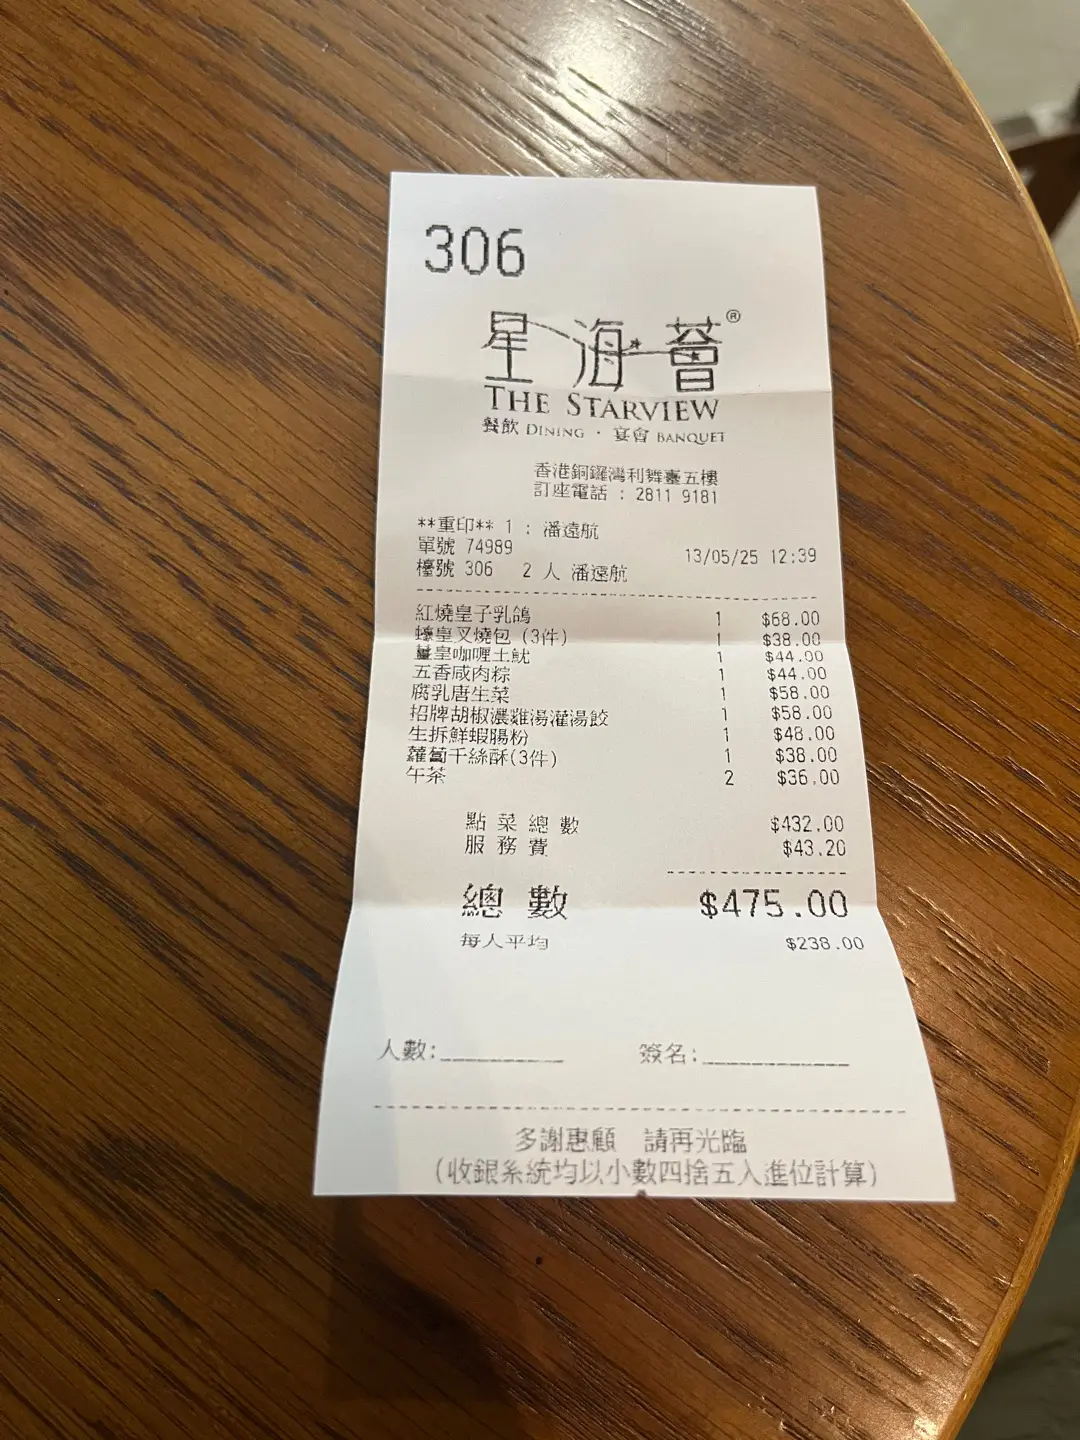 306
星海薈®
THE STARVIEW
餐飲 DINING · 宴會 BANQUET
香港銅鑼灣利舞臺五樓
訂座電話 : 2811 9181
**重印** 1 : 潘遠航
單號 74989 13/05/25 12:39
檯號 306 2 人 潘遠航
紅燒皇子乳鴿 1 $68.00
蠔皇叉燒包 (3件) 1 $38.00
薑皇咖喱土魷 1 $44.00
五香咸肉粽 1 $44.00
腐乳唐生菜 1 $58.00
招牌胡椒濃雞湯灌湯餃 1 $58.00
生拆鮮蝦腸粉 1 $48.00
蘿蔔千絲酥(3件) 1 $38.00
午茶 2 $36.00
點菜總數 $432.00
服務費 $43.20
總數 $475.00
每人平均 $238.00
人數:__________ 簽名:____________
多謝惠顧 請再光臨
(收銀系統均以小數四捨五入進位計算)